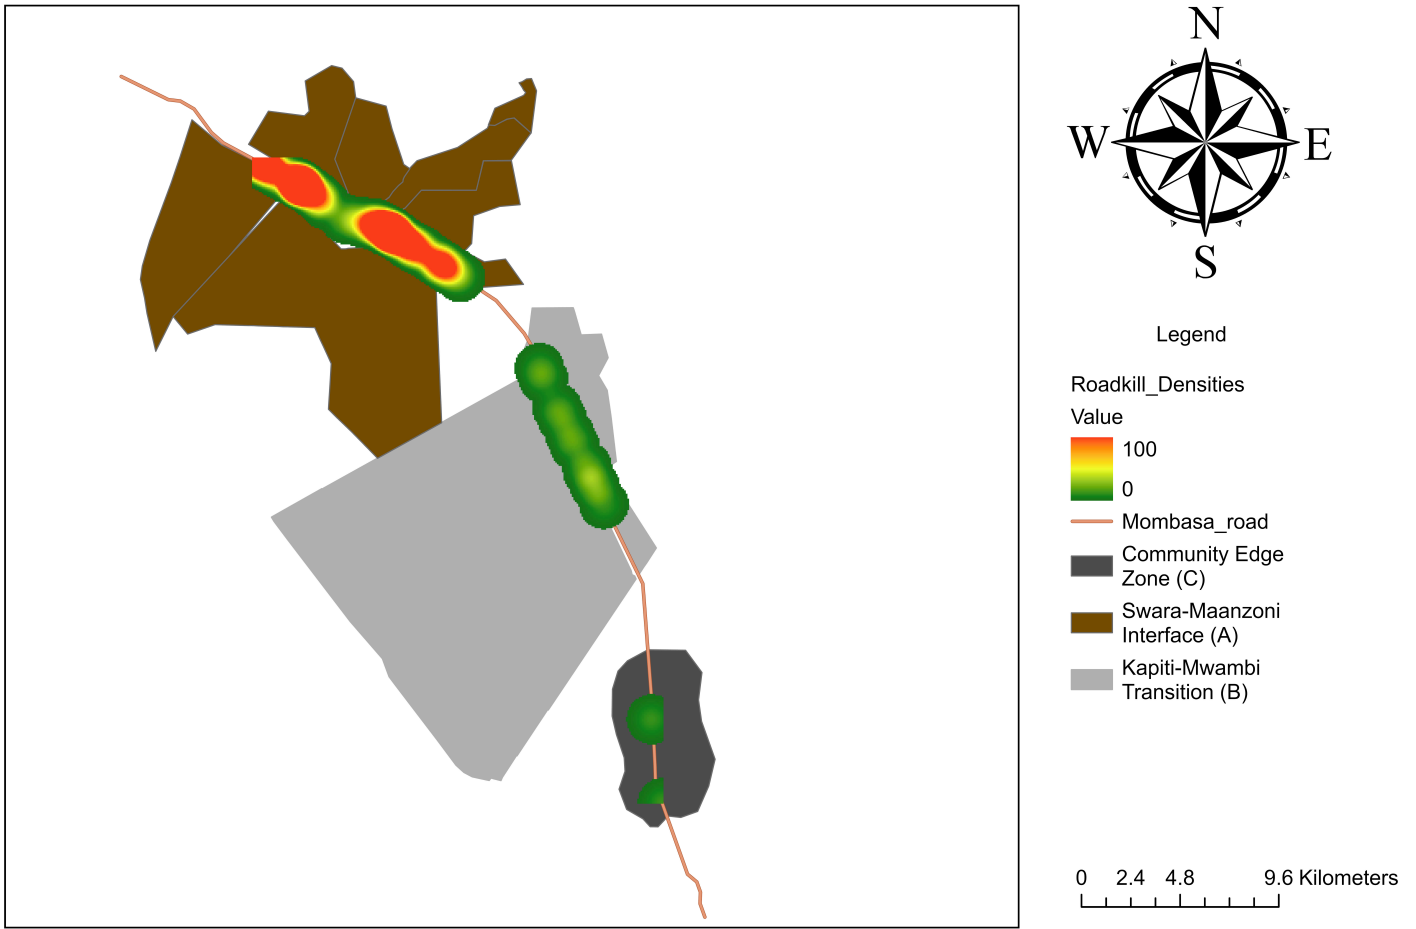 N
W
E
S
Legend
Roadkill_Densities
Value
100
0
Mombasa_road
Community Edge
Zone (C)
Swara-Maanzoni
Interface (A)
Kapiti-Mwambi
Transition (B)
0 2.4 4.8 9.6 Kilometers